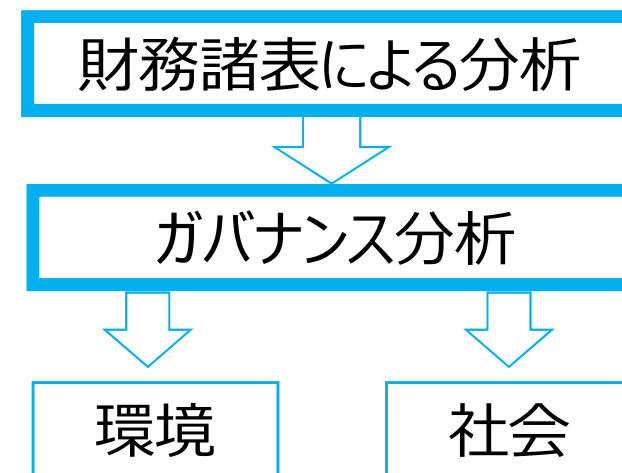 財務諸表による分析
ガバナンス分析
環境
社会